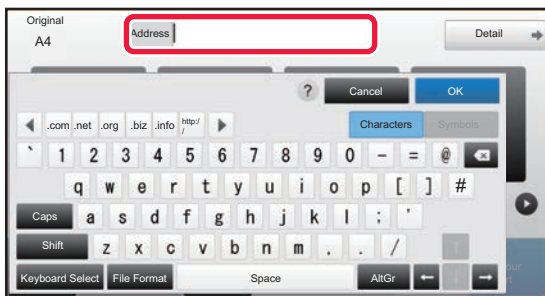 Original
A4
Address
Detail
? Cancel OK
.com .net .org .biz .info http:/
/
Characters Symbols
` 1 2 3 4 5 6 7 8 9 0 - = @
q w e r t y u i o p [ ] #
Caps a s d f g h j k l ; '
Shift z x c v b n m , . /
Keyboard Select File Format Space AltGr